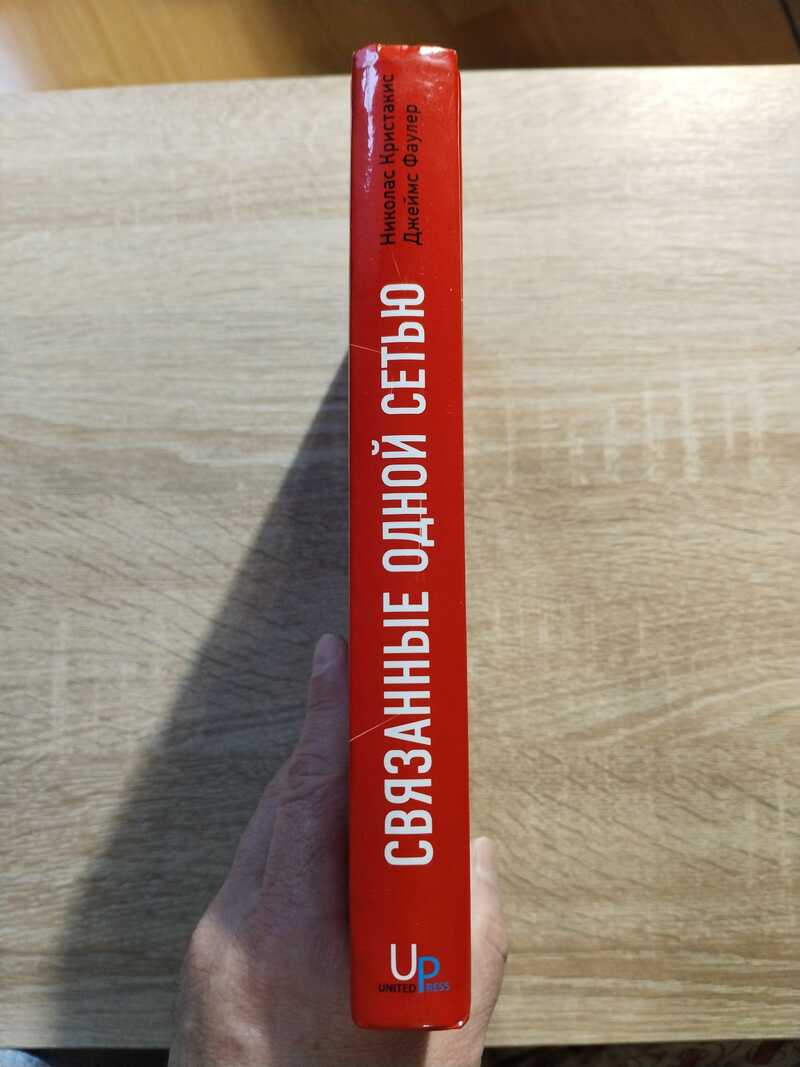 Николас Кристакис
Джеймс Фаулер
СВЯЗАННЫЕ ОДНОЙ СЕТЬЮ
UP
UNITED PRESS